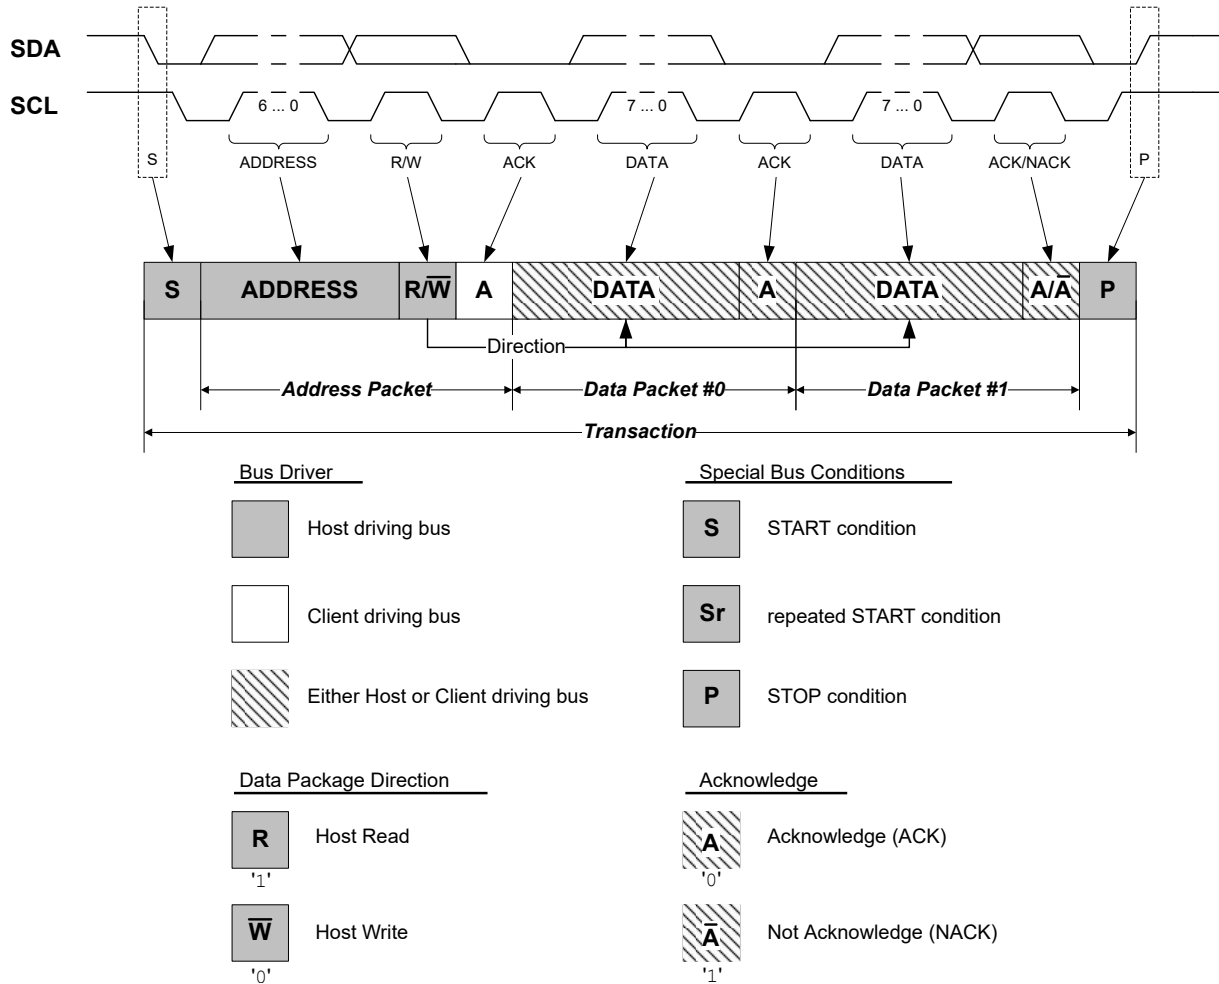 SDA
SCL
6 ... 0
7 ... 0
7 ... 0
S
ADDRESS
R/W
ACK
DATA
ACK
DATA
ACK/NACK
P
S
ADDRESS
R/W̅
A
DATA
A
DATA
A/A̅
P
Direction
Address Packet
Data Packet #0
Data Packet #1
Transaction
Bus Driver
Host driving bus
Client driving bus
Either Host or Client driving bus
Special Bus Conditions
S
START condition
Sr
repeated START condition
P
STOP condition
Data Package Direction
R
Host Read
'1'
W̅
Host Write
'0'
Acknowledge
A
Acknowledge (ACK)
'0'
A̅
Not Acknowledge (NACK)
'1'